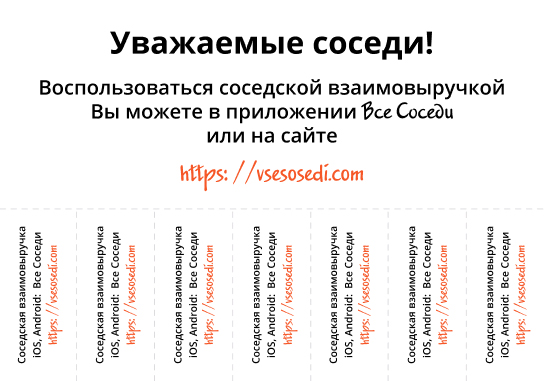 Уважаемые соседи!
Воспользоваться соседской взаимовыручкой
Вы можете в приложении Все Соседи
или на сайте
https: //vsesosedi.com
Соседская взаимовыручка
iOS, Android: Все Соседи
https: //vsesosedi.com
Соседская взаимовыручка
iOS, Android: Все Соседи
https: //vsesosedi.com
Соседская взаимовыручка
iOS, Android: Все Соседи
https: //vsesosedi.com
Соседская взаимовыручка
iOS, Android: Все Соседи
https: //vsesosedi.com
Соседская взаимовыручка
iOS, Android: Все Соседи
https: //vsesosedi.com
Соседская взаимовыручка
iOS, Android: Все Соседи
https: //vsesosedi.com
Соседская взаимовыручка
iOS, Android: Все Соседи
https: //vsesosedi.com